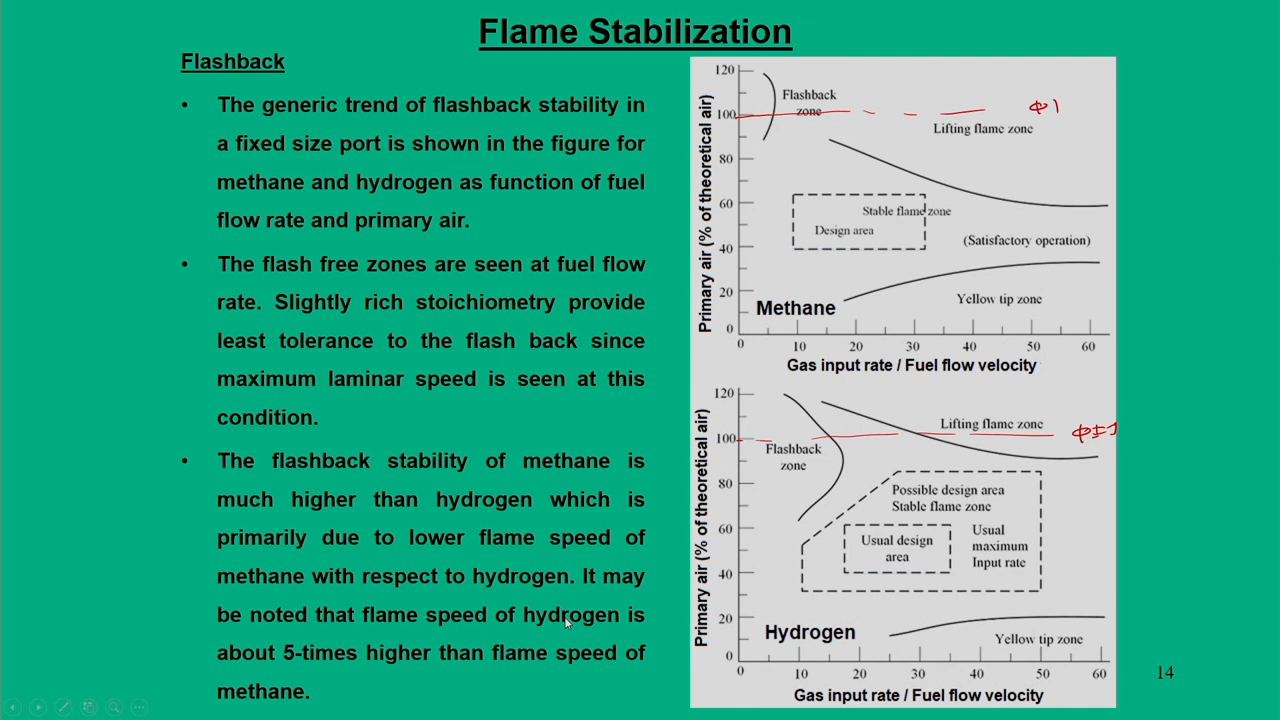 Flame Stabilization
Flashback
• The generic trend of flashback stability in
a fixed size port is shown in the figure for
methane and hydrogen as function of fuel
flow rate and primary air.
• The flash free zones are seen at fuel flow
rate. Slightly rich stoichiometry provide
least tolerance to the flash back since
maximum laminar speed is seen at this
condition.
• The flashback stability of methane is
much higher than hydrogen which is
primarily due to lower flame speed of
methane with respect to hydrogen. It may
be noted that flame speed of hydrogen is
about 5-times higher than flame speed of
methane.
Primary air (% of theoretical air)
120
100
80
60
40
20
0
Flashback
zone
Φ1
Lifting flame zone
Stable flame zone
Design area
(Satisfactory operation)
Yellow tip zone
Methane
0 10 20 30 40 50 60
Gas input rate / Fuel flow velocity
Primary air (% of theoretical air)
120
100
80
60
40
20
0
Lifting flame zone
Flashback
zone
Possible design area
Stable flame zone
Usual design
area
Usual
maximum
Input rate
Hydrogen
Yellow tip zone
0 10 20 30 40 50 60
Gas input rate / Fuel flow velocity
14